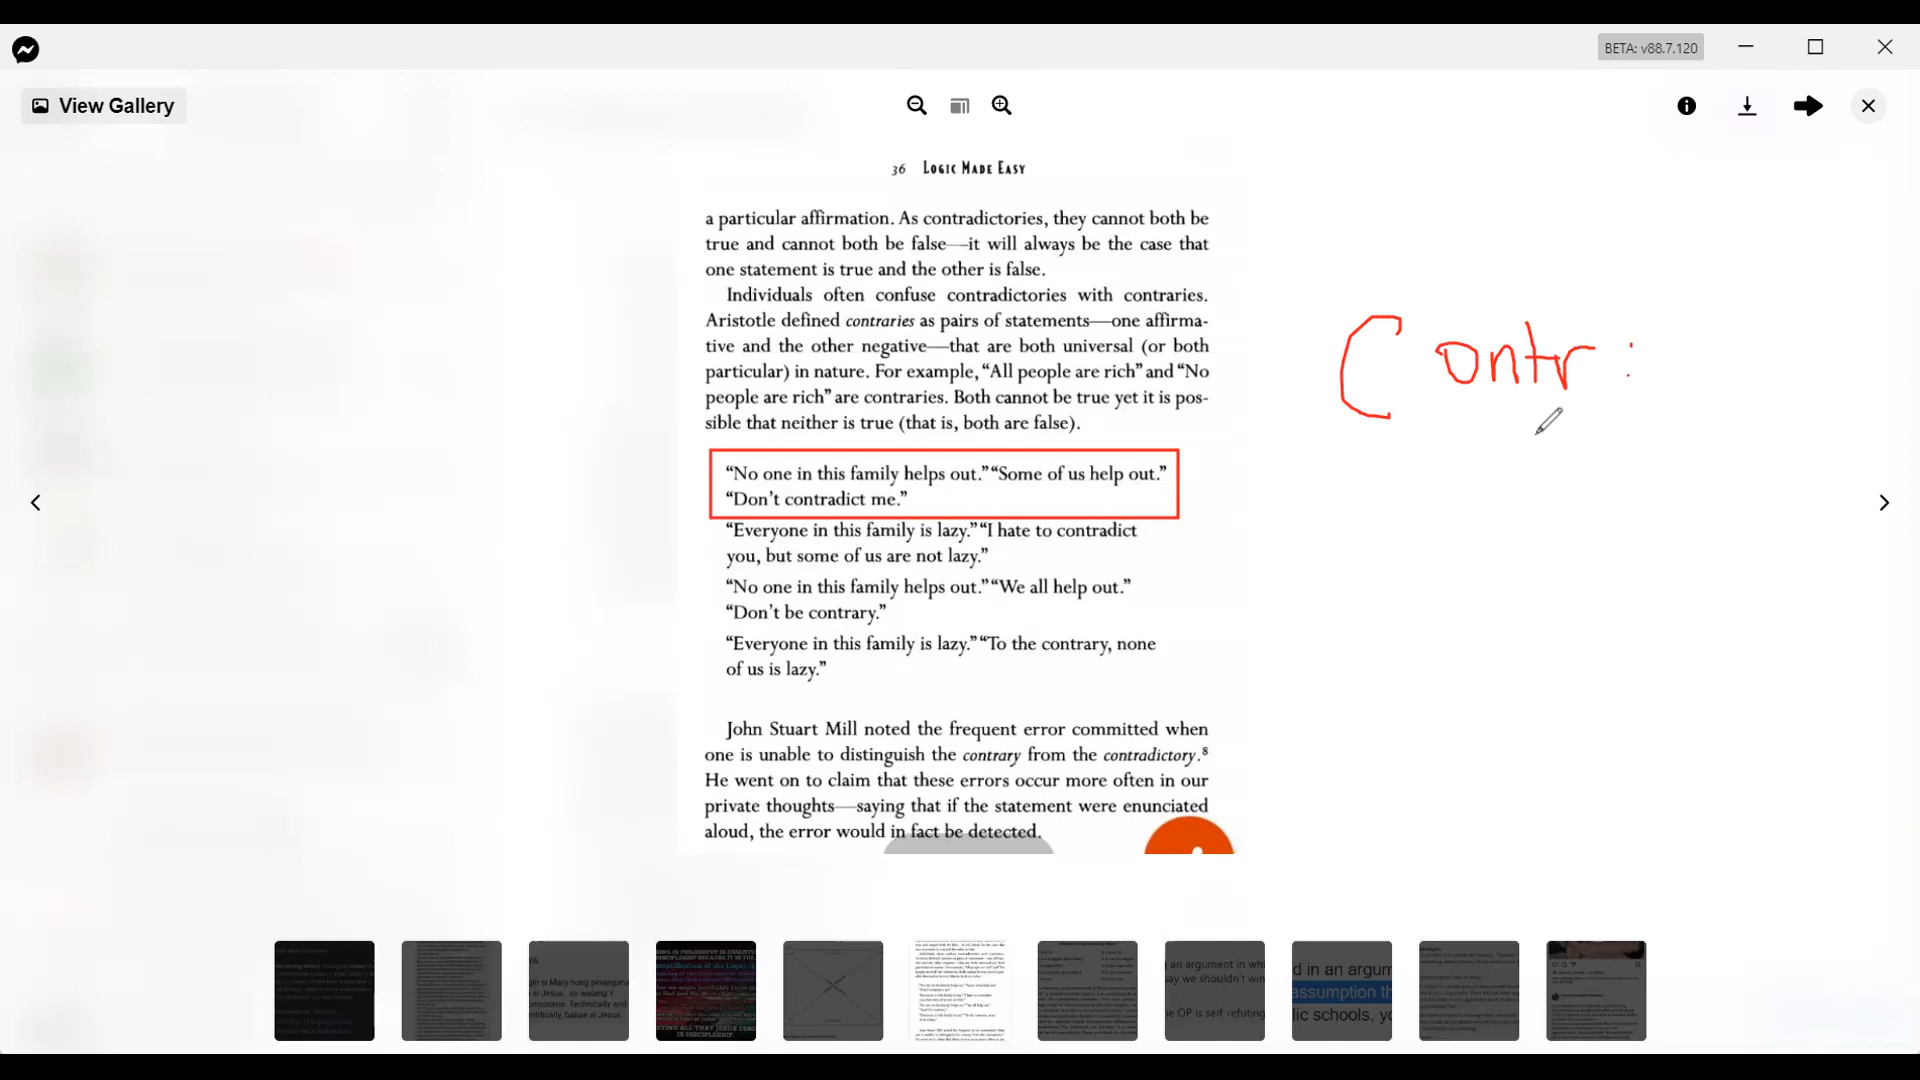 BETA: v88.7.120
View Gallery
36 LOGIC MADE EASY
a particular affirmation. As contradictories, they cannot both be
true and cannot both be false—it will always be the case that
one statement is true and the other is false.
Individuals often confuse contradictories with contraries.
Aristotle defined contraries as pairs of statements—one affirma-
tive and the other negative—that are both universal (or both
particular) in nature. For example, “All people are rich” and “No
people are rich” are contraries. Both cannot be true yet it is pos-
sible that neither is true (that is, both are false).
Contr :
“No one in this family helps out.” “Some of us help out.”
“Don’t contradict me.”
“Everyone in this family is lazy.” “I hate to contradict
you, but some of us are not lazy.”
“No one in this family helps out.” “We all help out.”
“Don’t be contrary.”
“Everyone in this family is lazy.” “To the contrary, none
of us is lazy.”
John Stuart Mill noted the frequent error committed when
one is unable to distinguish the contrary from the contradictory.8
He went on to claim that these errors occur more often in our
private thoughts—saying that if the statement were enunciated
aloud, the error would in fact be detected.